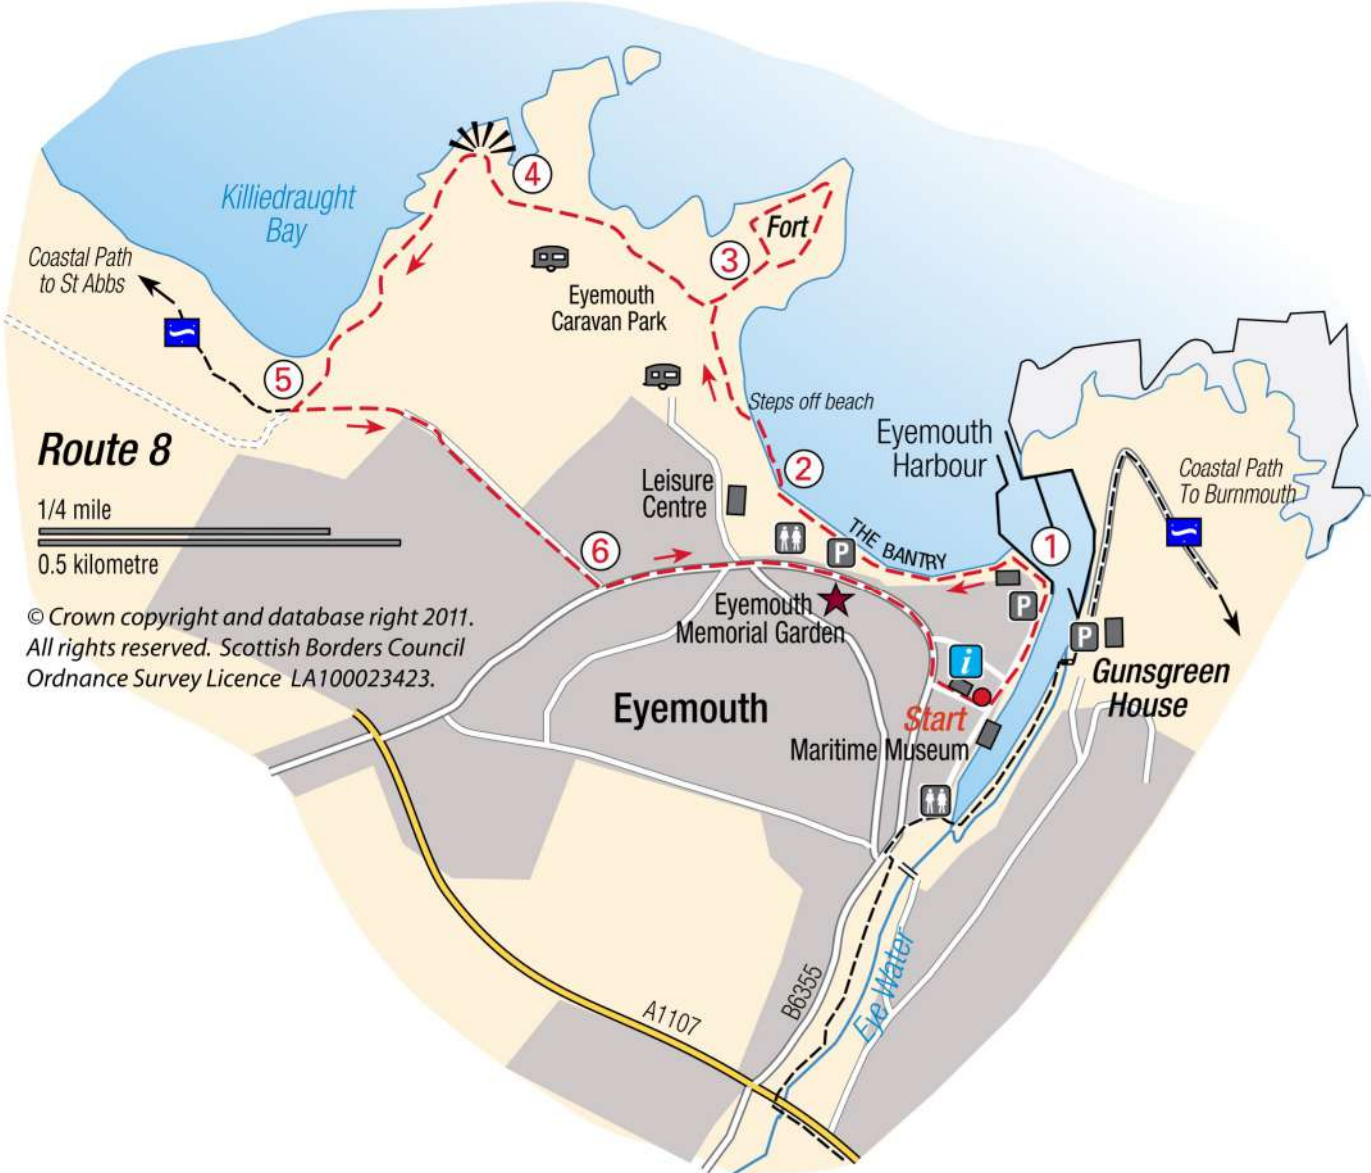 4
Killiedraught
Bay
Fort
3
Coastal Path
to St Abbs
Eyemouth
Caravan Park
5
Steps off beach
Route 8
Eyemouth
Harbour
2
Coastal Path
To Burnmouth
Leisure
Centre
1/4 mile
0.5 kilometre
THE BANTRY
1
6
P
P
P
Eyemouth
Memorial Garden
© Crown copyright and database right 2011.
All rights reserved. Scottish Borders Council
Ordnance Survey Licence LA100023423.
i
Gunsgreen
House
Eyemouth
Start
Maritime Museum
Eye Water
B6355
A1107